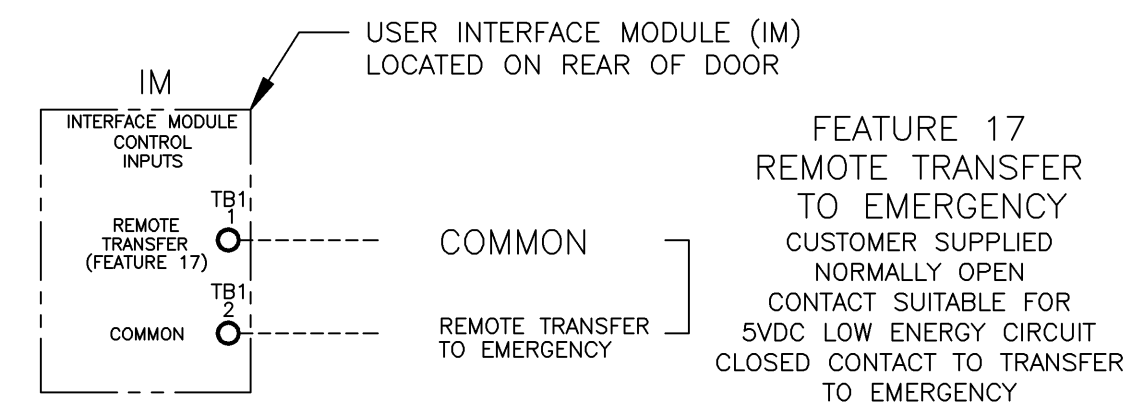 USER INTERFACE MODULE (IM)
LOCATED ON REAR OF DOOR
IM
INTERFACE MODULE
CONTROL
INPUTS
TB1
1
REMOTE
TRANSFER
(FEATURE 17)
TB1
2
COMMON
COMMON
REMOTE TRANSFER
TO EMERGENCY
FEATURE 17
REMOTE TRANSFER
TO EMERGENCY
CUSTOMER SUPPLIED
NORMALLY OPEN
CONTACT SUITABLE FOR
5VDC LOW ENERGY CIRCUIT
CLOSED CONTACT TO TRANSFER
TO EMERGENCY